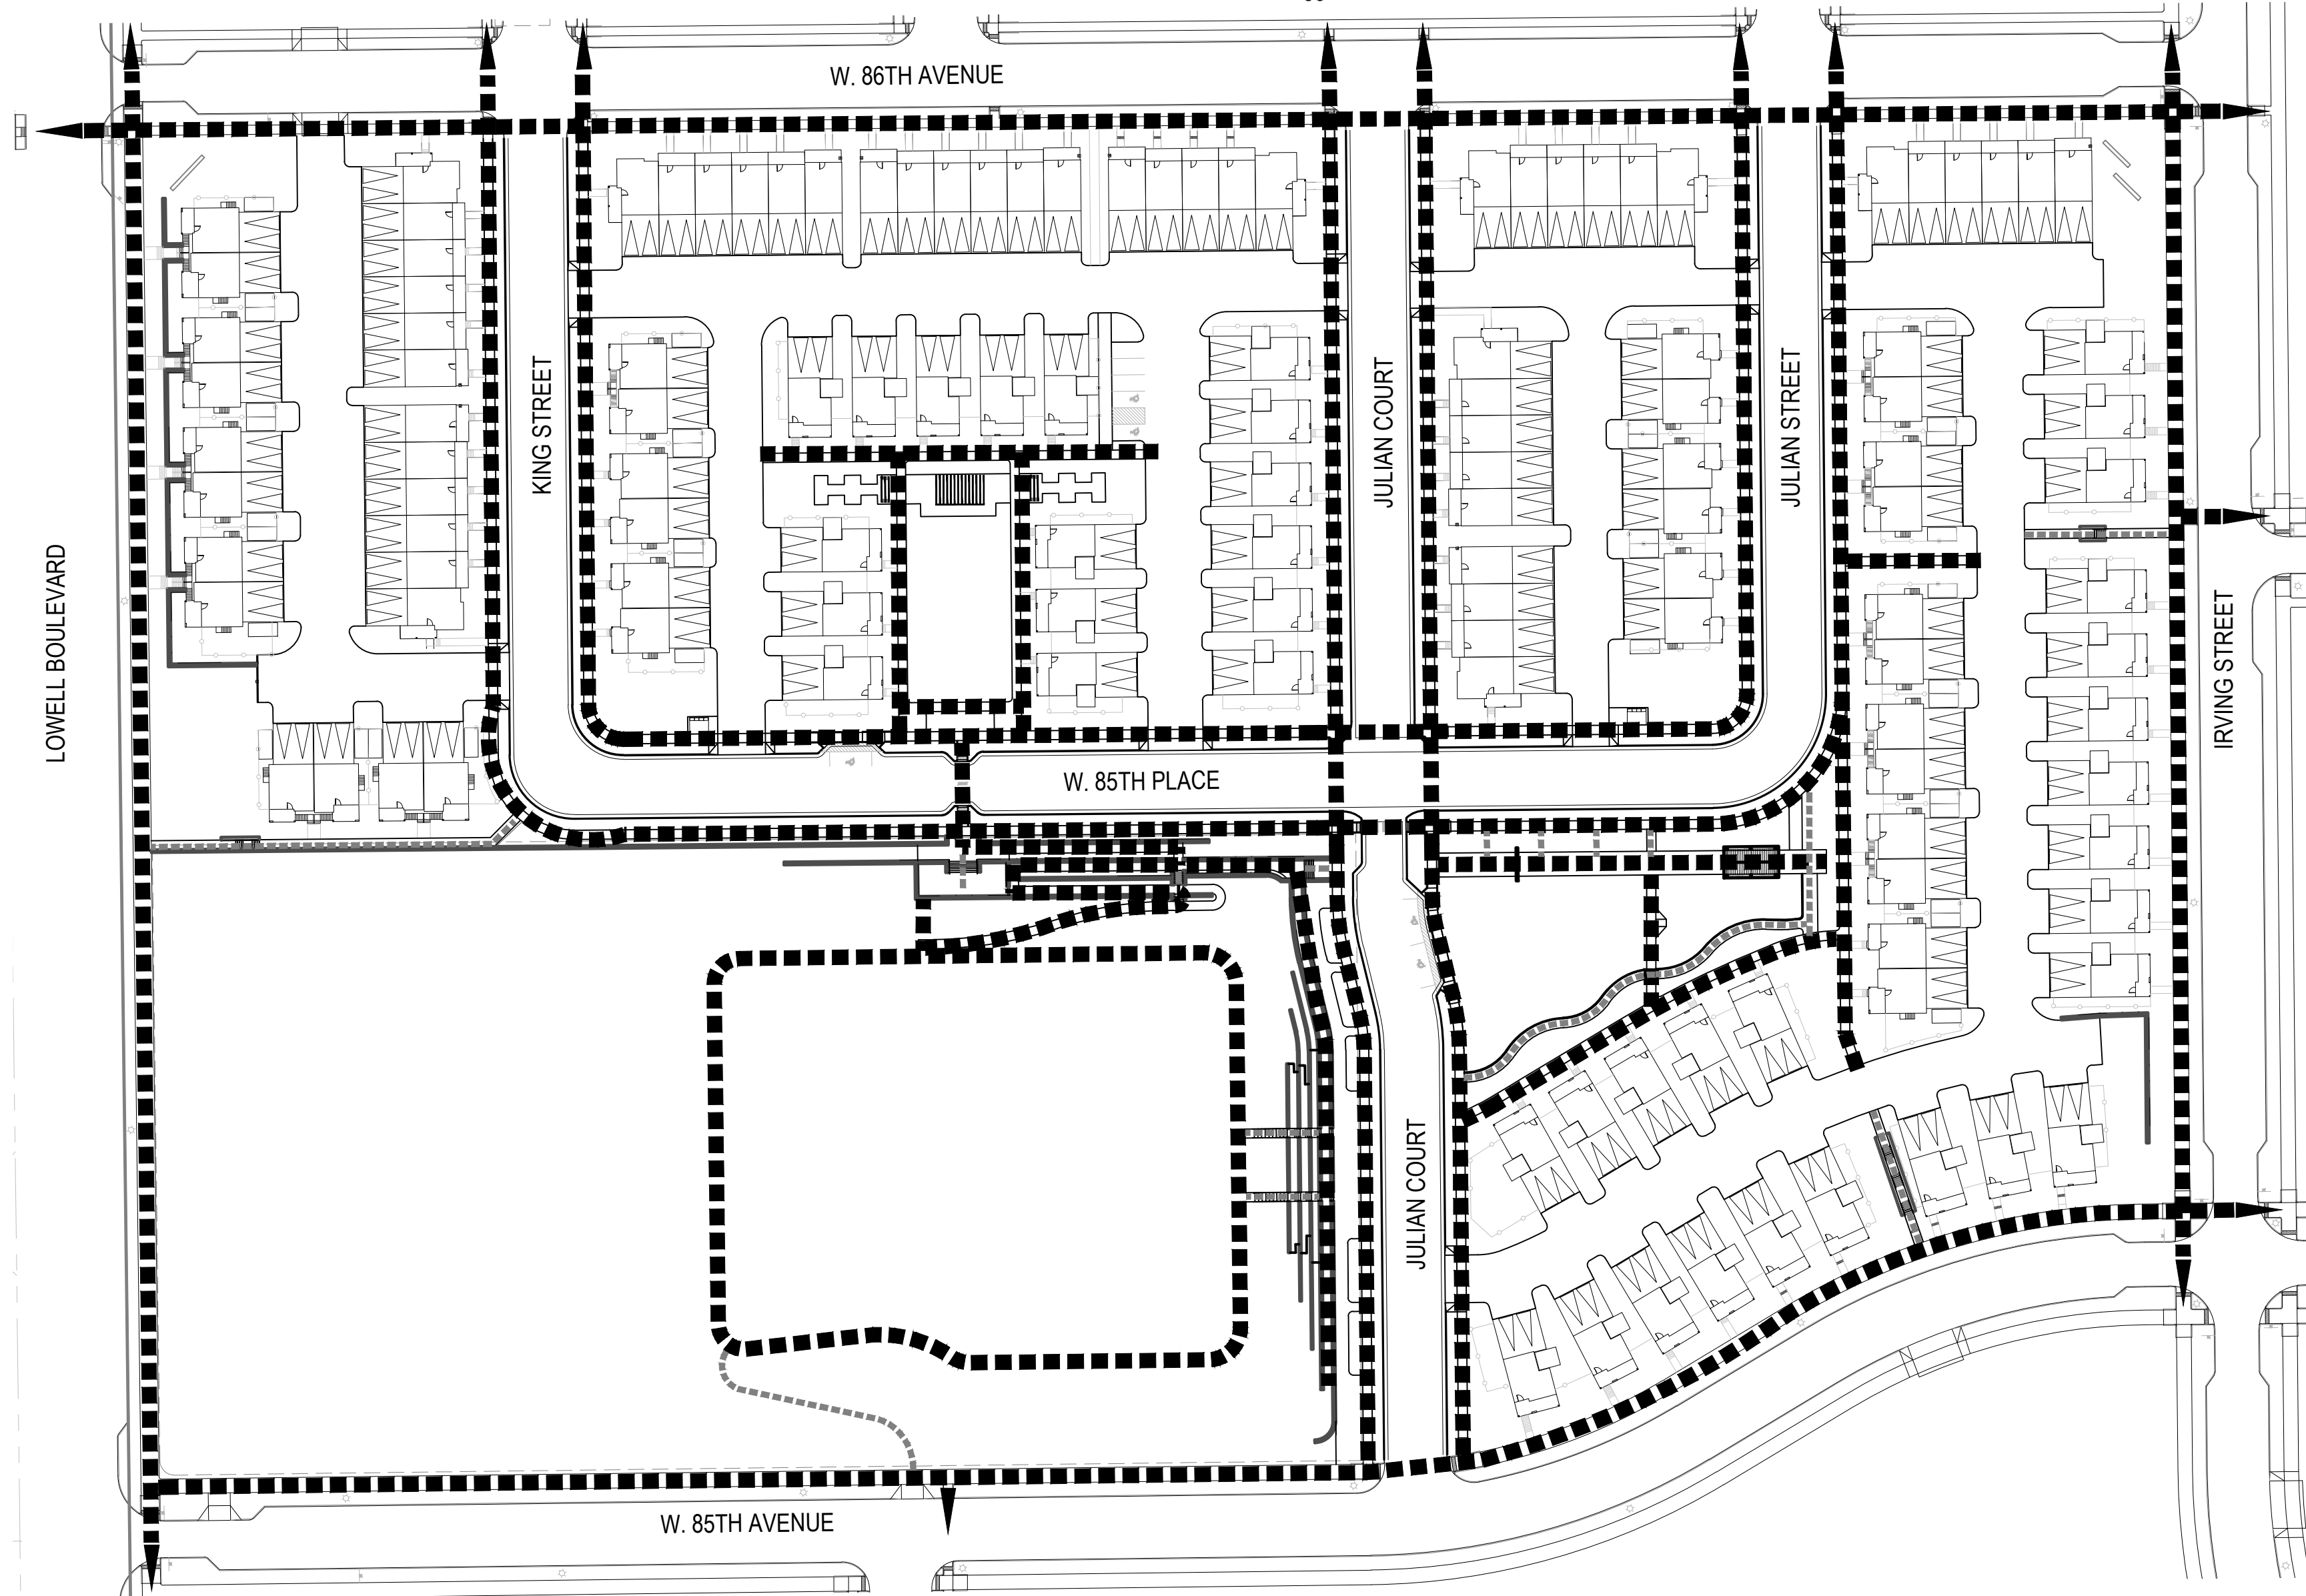 W. 86TH AVENUE
KING STREET
JULIAN COURT
JULIAN STREET
LOWELL BOULEVARD
IRVING STREET
W. 85TH PLACE
JULIAN COURT
W. 85TH AVENUE